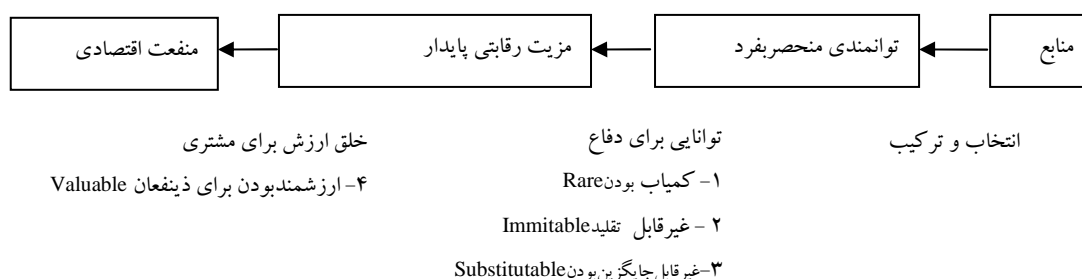 منابع
توانمندی منحصربفرد
مزیت رقابتی پایدار
منفعت اقتصادی
انتخاب و ترکیب
توانایی برای دفاع
۱- کمیاب بودنRare
۲ - غیرقابل تقلیدImmitable
۳-غیرقابل‌جایگزین‌بودنSubstitutable
خلق ارزش برای مشتری
۴- ارزشمندبودن برای ذینفعان Valuable